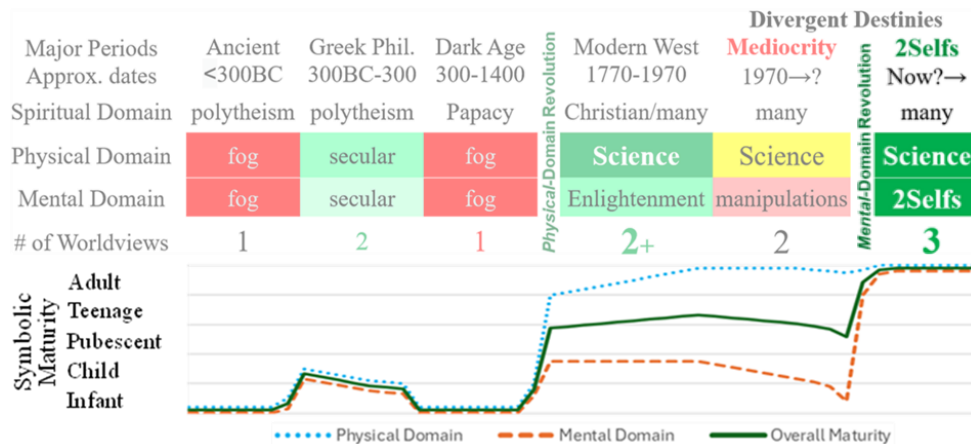 Divergent Destinies
Major Periods Ancient Greek Phil. Dark Age Modern West Mediocrity 2Selfs
Approx. dates <300BC 300BC-300 300-1400 1770-1970 1970→? Now?→
Spiritual Domain polytheism polytheism Papacy Christian/many many many
Physical Domain fog secular fog Science Science Science
Mental Domain fog secular fog Enlightenment manipulations 2Selfs
# of Worldviews 1 2 1 2+ 2 3
Physical-Domain Revolution
Mental-Domain Revolution
Symbolic Maturity
Adult
Teenage
Pubescent
Child
Infant
Physical Domain Mental Domain Overall Maturity